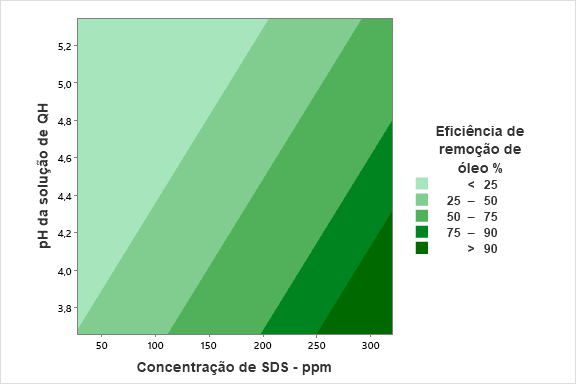 5,2
5,0
4,8
4,6
4,4
4,2
4,0
3,8
pH da solução de QH
50
100
150
200
250
300
Concentração de SDS - ppm
Eficiência de
remoção de
óleo %
< 25
25 – 50
50 – 75
75 – 90
> 90